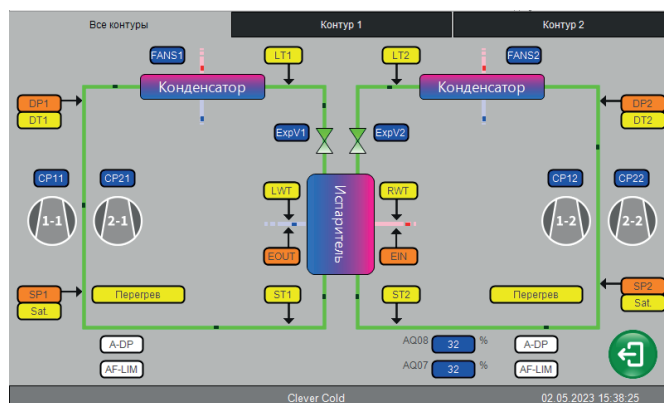 Все контуры Контур 1 Контур 2
FANS1 LT1 LT2 FANS2
Конденсатор Конденсатор
DP1 DP2
DT1 DT2
ExpV1 ExpV2
CP11 CP21 CP12 CP22
LWT RWT
1-1 2-1 Испаритель 1-2 2-2
EOUT EIN
SP1 Перегрев ST1 ST2 Перегрев SP2
Sat. Sat.
A-DP AQ08 32 % A-DP
AF-LIM AQ07 32 % AF-LIM
Clever Cold 02.05.2023 15:38:25